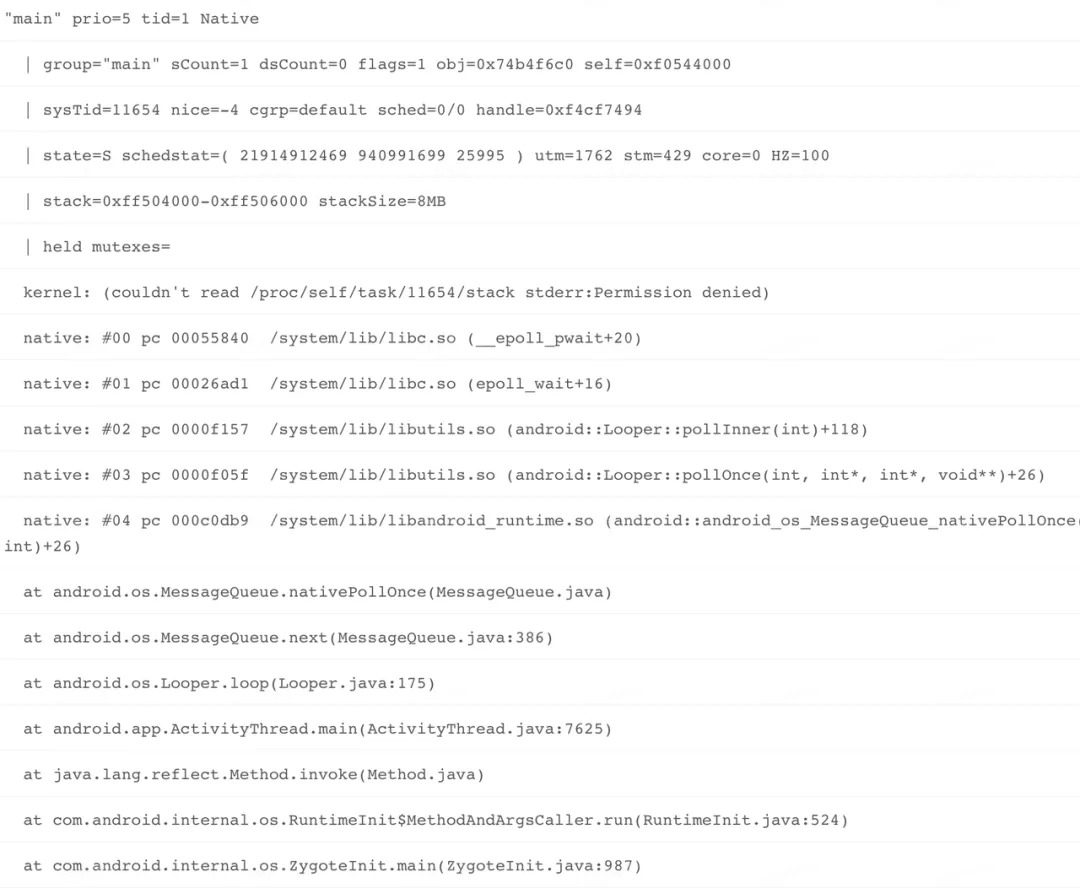 "main" prio=5 tid=1 Native
| group="main" sCount=1 dsCount=0 flags=1 obj=0x74b4f6c0 self=0xf0544000
| sysTid=11654 nice=-4 cgrp=default sched=0/0 handle=0xf4cf7494
| state=S schedstat=( 21914912469 940991699 25995 ) utm=1762 stm=429 core=0 HZ=100
| stack=0xff504000-0xff506000 stackSize=8MB
| held mutexes=
kernel: (couldn't read /proc/self/task/11654/stack stderr:Permission denied)
native: #00 pc 00055840 /system/lib/libc.so (__epoll_pwait+20)
native: #01 pc 00026ad1 /system/lib/libc.so (epoll_wait+16)
native: #02 pc 0000f157 /system/lib/libutils.so (android::Looper::pollInner(int)+118)
native: #03 pc 0000f05f /system/lib/libutils.so (android::Looper::pollOnce(int, int*, int*, void**)+26)
native: #04 pc 000c0db9 /system/lib/libandroid_runtime.so (android::android_os_MessageQueue_nativePollOnce(
int)+26)
at android.os.MessageQueue.nativePollOnce(MessageQueue.java)
at android.os.MessageQueue.next(MessageQueue.java:386)
at android.os.Looper.loop(Looper.java:175)
at android.app.ActivityThread.main(ActivityThread.java:7625)
at java.lang.reflect.Method.invoke(Method.java)
at com.android.internal.os.RuntimeInit$MethodAndArgsCaller.run(RuntimeInit.java:524)
at com.android.internal.os.ZygoteInit.main(ZygoteInit.java:987)